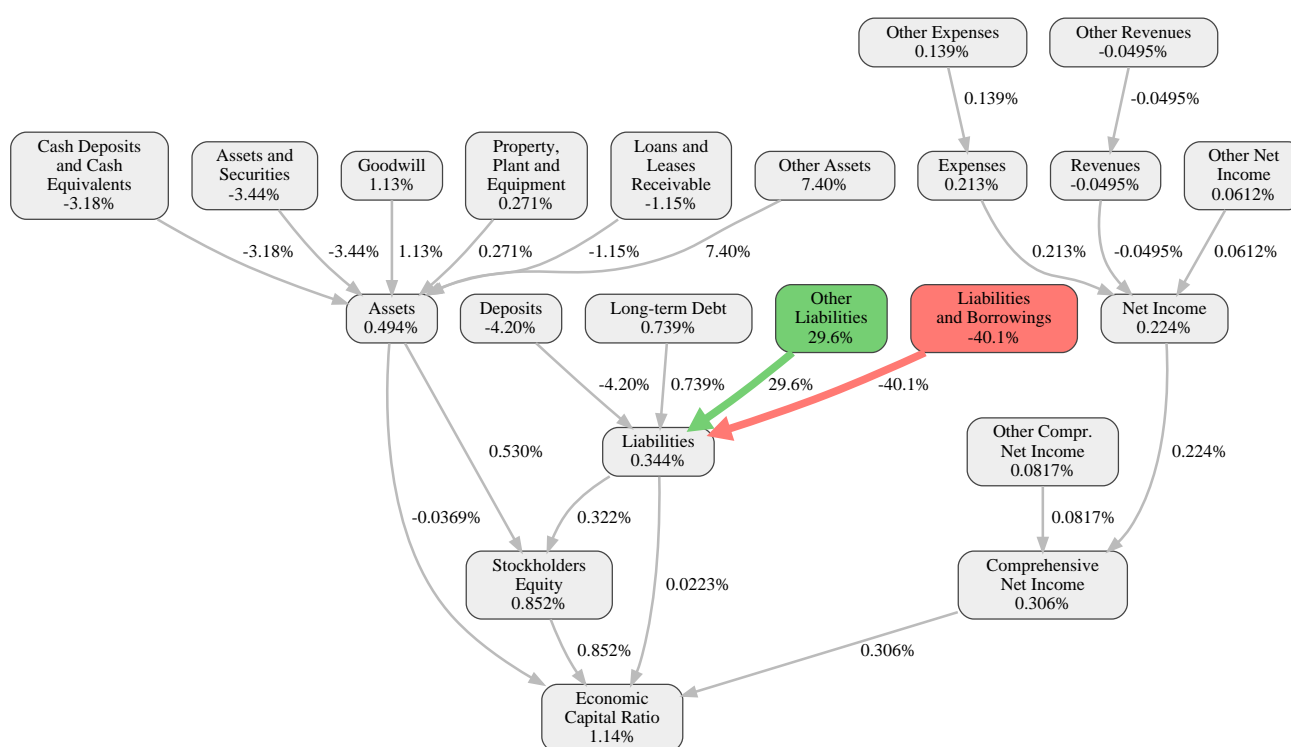 Other Expenses
0.139%
Other Revenues
-0.0495%
0.139%
-0.0495%
Cash Deposits
and Cash
Equivalents
-3.18%
Assets and
Securities
-3.44%
Goodwill
1.13%
Property,
Plant and
Equipment
0.271%
Loans and
Leases
Receivable
-1.15%
Other Assets
7.40%
Expenses
0.213%
Revenues
-0.0495%
Other Net
Income
0.0612%
-3.18%
-3.44%
1.13%
0.271%
-1.15%
7.40%
0.213%
-0.0495%
0.0612%
Assets
0.494%
Deposits
-4.20%
Long-term Debt
0.739%
Other
Liabilities
29.6%
Liabilities
and Borrowings
-40.1%
Net Income
0.224%
-4.20%
0.739%
29.6%
-40.1%
0.530%
Liabilities
0.344%
Other Compr.
Net Income
0.0817%
0.224%
-0.0369%
0.322%
0.0817%
Stockholders
Equity
0.852%
0.0223%
Comprehensive
Net Income
0.306%
0.852%
0.306%
Economic
Capital Ratio
1.14%